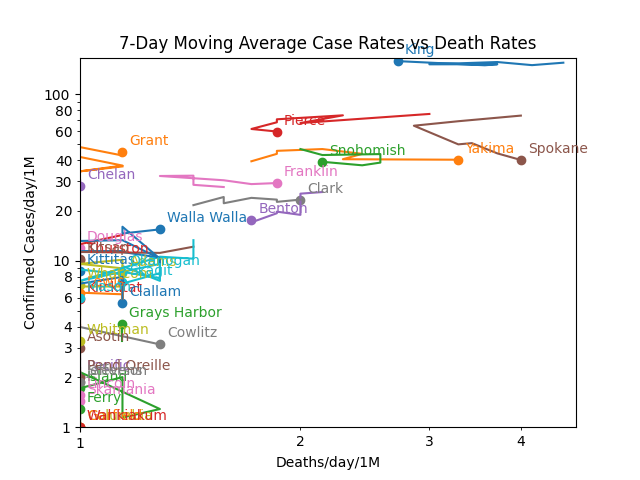 7-Day Moving Average Case Rates vs Death Rates
King
100
80
60
Pierce
Grant
Snohomish
Yakima
Spokane
40
Chelan
Franklin
Clark
20
Walla Walla
Benton
Douglas
10
Kittitas
8
6
Clallam
Grays Harbor
4
Whitman
Asotin
Cowlitz
3
Pend Oreille
2
Skamania
Ferry
Wahkiakum
1
1
2
3
4
Deaths/day/1M
Confirmed Cases/day/1M